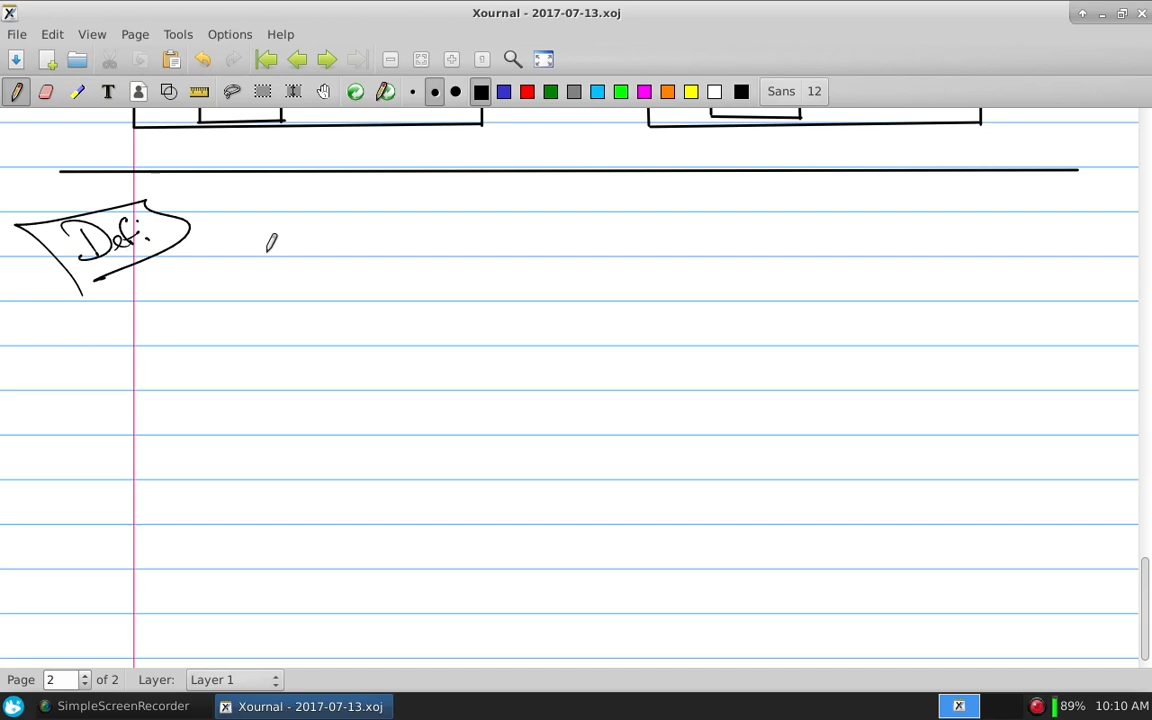 Xournal - 2017-07-13.xoj
File Edit View Page Tools Options Help
Sans 12
Def:
Page 2 of 2 Layer: Layer 1
SimpleScreenRecorder Xournal - 2017-07-13.xoj 89% 10:10 AM